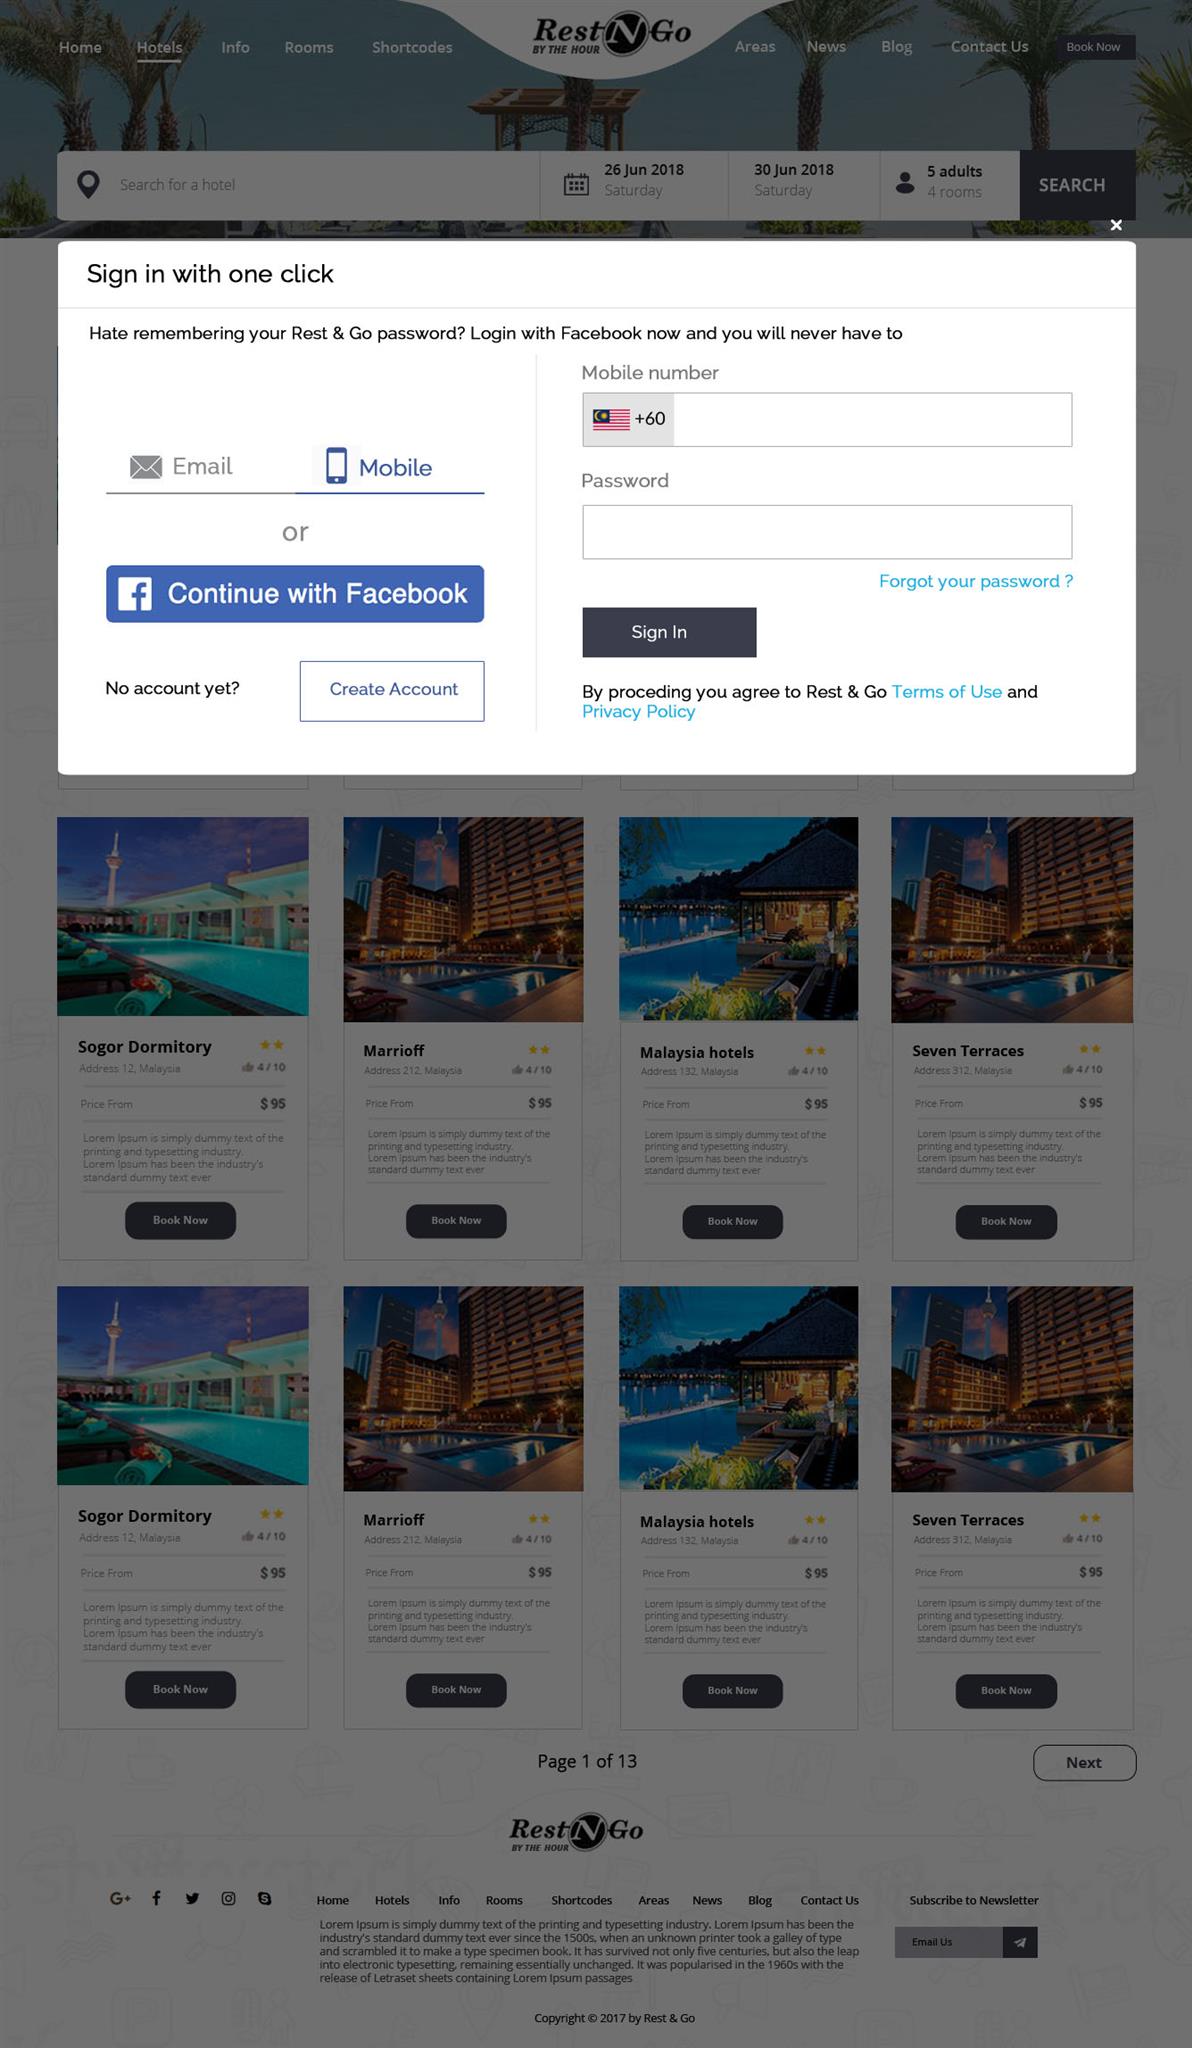 Rest N Go
BY THE HOUR
Home Hotels Info Rooms Shortcodes Areas News Blog Contact Us Book Now
Search for a hotel
26 Jun 2018
Saturday
30 Jun 2018
Saturday
5 adults
4 rooms
SEARCH
Sign in with one click
Hate remembering your Rest & Go password? Login with Facebook now and you will never have to
Email
Mobile
or
Continue with Facebook
No account yet?
Create Account
Mobile number
+60
Password
Forgot your password ?
Sign In
By proceding you agree to Rest & Go Terms of Use and
Privacy Policy
Sogor Dormitory
Address 12, Malaysia
4 / 10
Price From
$ 95
Lorem Ipsum is simply dummy text of the
printing and typesetting industry.
Lorem Ipsum has been the industry's
standard dummy text ever
Book Now
Marrioff
Address 212, Malaysia
4 / 10
Price From
$ 95
Lorem Ipsum is simply dummy text of the
printing and typesetting industry.
Lorem Ipsum has been the industry's
standard dummy text ever
Book Now
Malaysia hotels
Address 132, Malaysia
4 / 10
Price From
$ 95
Lorem Ipsum is simply dummy text of the
printing and typesetting industry.
Lorem Ipsum has been the industry's
standard dummy text ever
Book Now
Seven Terraces
Address 312, Malaysia
4 / 10
Price From
$ 95
Lorem Ipsum is simply dummy text of the
printing and typesetting industry.
Lorem Ipsum has been the industry's
standard dummy text ever
Book Now
Sogor Dormitory
Address 12, Malaysia
4 / 10
Price From
$ 95
Lorem Ipsum is simply dummy text of the
printing and typesetting industry.
Lorem Ipsum has been the industry's
standard dummy text ever
Book Now
Marrioff
Address 212, Malaysia
4 / 10
Price From
$ 95
Lorem Ipsum is simply dummy text of the
printing and typesetting industry.
Lorem Ipsum has been the industry's
standard dummy text ever
Book Now
Malaysia hotels
Address 132, Malaysia
4 / 10
Price From
$ 95
Lorem Ipsum is simply dummy text of the
printing and typesetting industry.
Lorem Ipsum has been the industry's
standard dummy text ever
Book Now
Seven Terraces
Address 312, Malaysia
4 / 10
Price From
$ 95
Lorem Ipsum is simply dummy text of the
printing and typesetting industry.
Lorem Ipsum has been the industry's
standard dummy text ever
Book Now
Page 1 of 13
Next
Rest N Go
BY THE HOUR
G+
Home Hotels Info Rooms Shortcodes Areas News Blog Contact Us
Lorem Ipsum is simply dummy text of the printing and typesetting industry. Lorem Ipsum has been the
industry's standard dummy text ever since the 1500s, when an unknown printer took a galley of type
and scrambled it to make a type specimen book. It has survived not only five centuries, but also the leap
into electronic typesetting, remaining essentially unchanged. It was popularised in the 1960s with the
release of Letraset sheets containing Lorem Ipsum passages
Subscribe to Newsletter
Email Us
Copyright © 2017 by Rest & Go